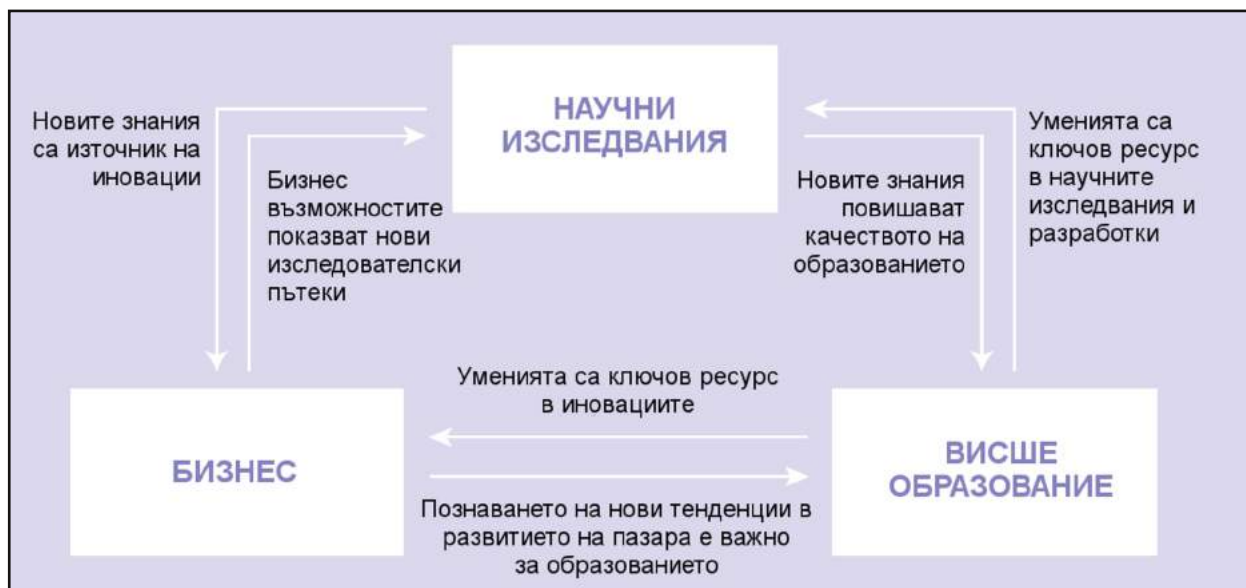 НАУЧНИ
ИЗСЛЕДВАНИЯ
Новите знания
са източник на
иновации
Бизнес
възможностите
показват нови
изследователски
пътеки
Новите знания
повишават
качеството на
образованието
Уменията са
ключов ресурс
в научните
изследвания и
разработки
Уменията са ключов ресурс
в иновациите
БИЗНЕС
ВИСШЕ
ОБРАЗОВАНИЕ
Познаването на нови тенденции в
развитието на пазара е важно
за образованието